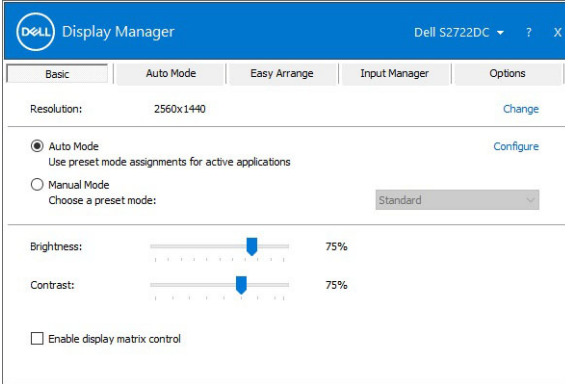 DELL Display Manager Dell S2722DC ? X
Basic Auto Mode Easy Arrange Input Manager Options
Resolution: 2560x1440 Change
Auto Mode Configure
Use preset mode assignments for active applications
Manual Mode
Choose a preset mode: Standard
Brightness: 75%
Contrast: 75%
Enable display matrix control